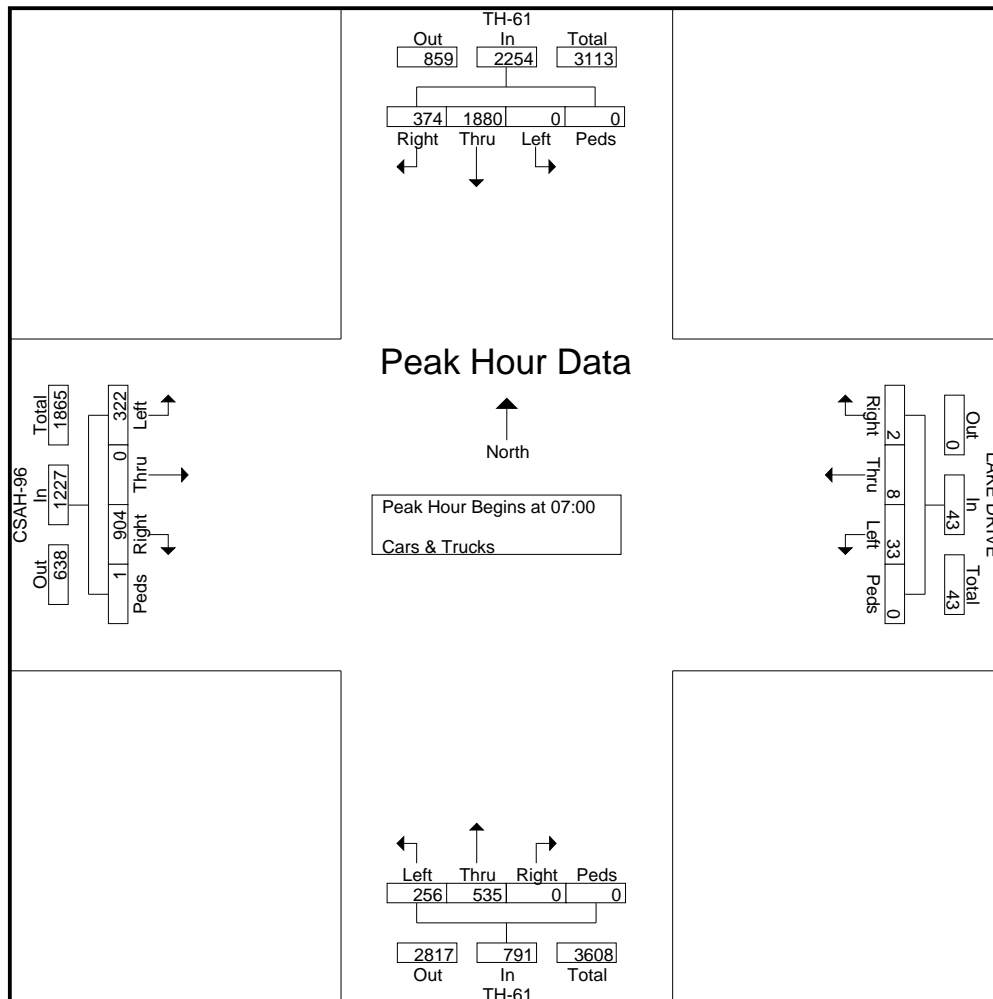 TH-61
Out In Total
859 2254 3113
374 1880 0 0
Right Thru Left Peds
Peak Hour Data
North
Peak Hour Begins at 07:00
Cars & Trucks
CSAH-96
Total In Out
1865 1227 638
322 0 904 1
Left Thru Right Peds
Right Thru Left Peds
2 8 33 0
Out In Total
0 43 43
LAKE DRIVE
Left Thru Right Peds
256 535 0 0
2817 791 3608
Out In Total
TH-61